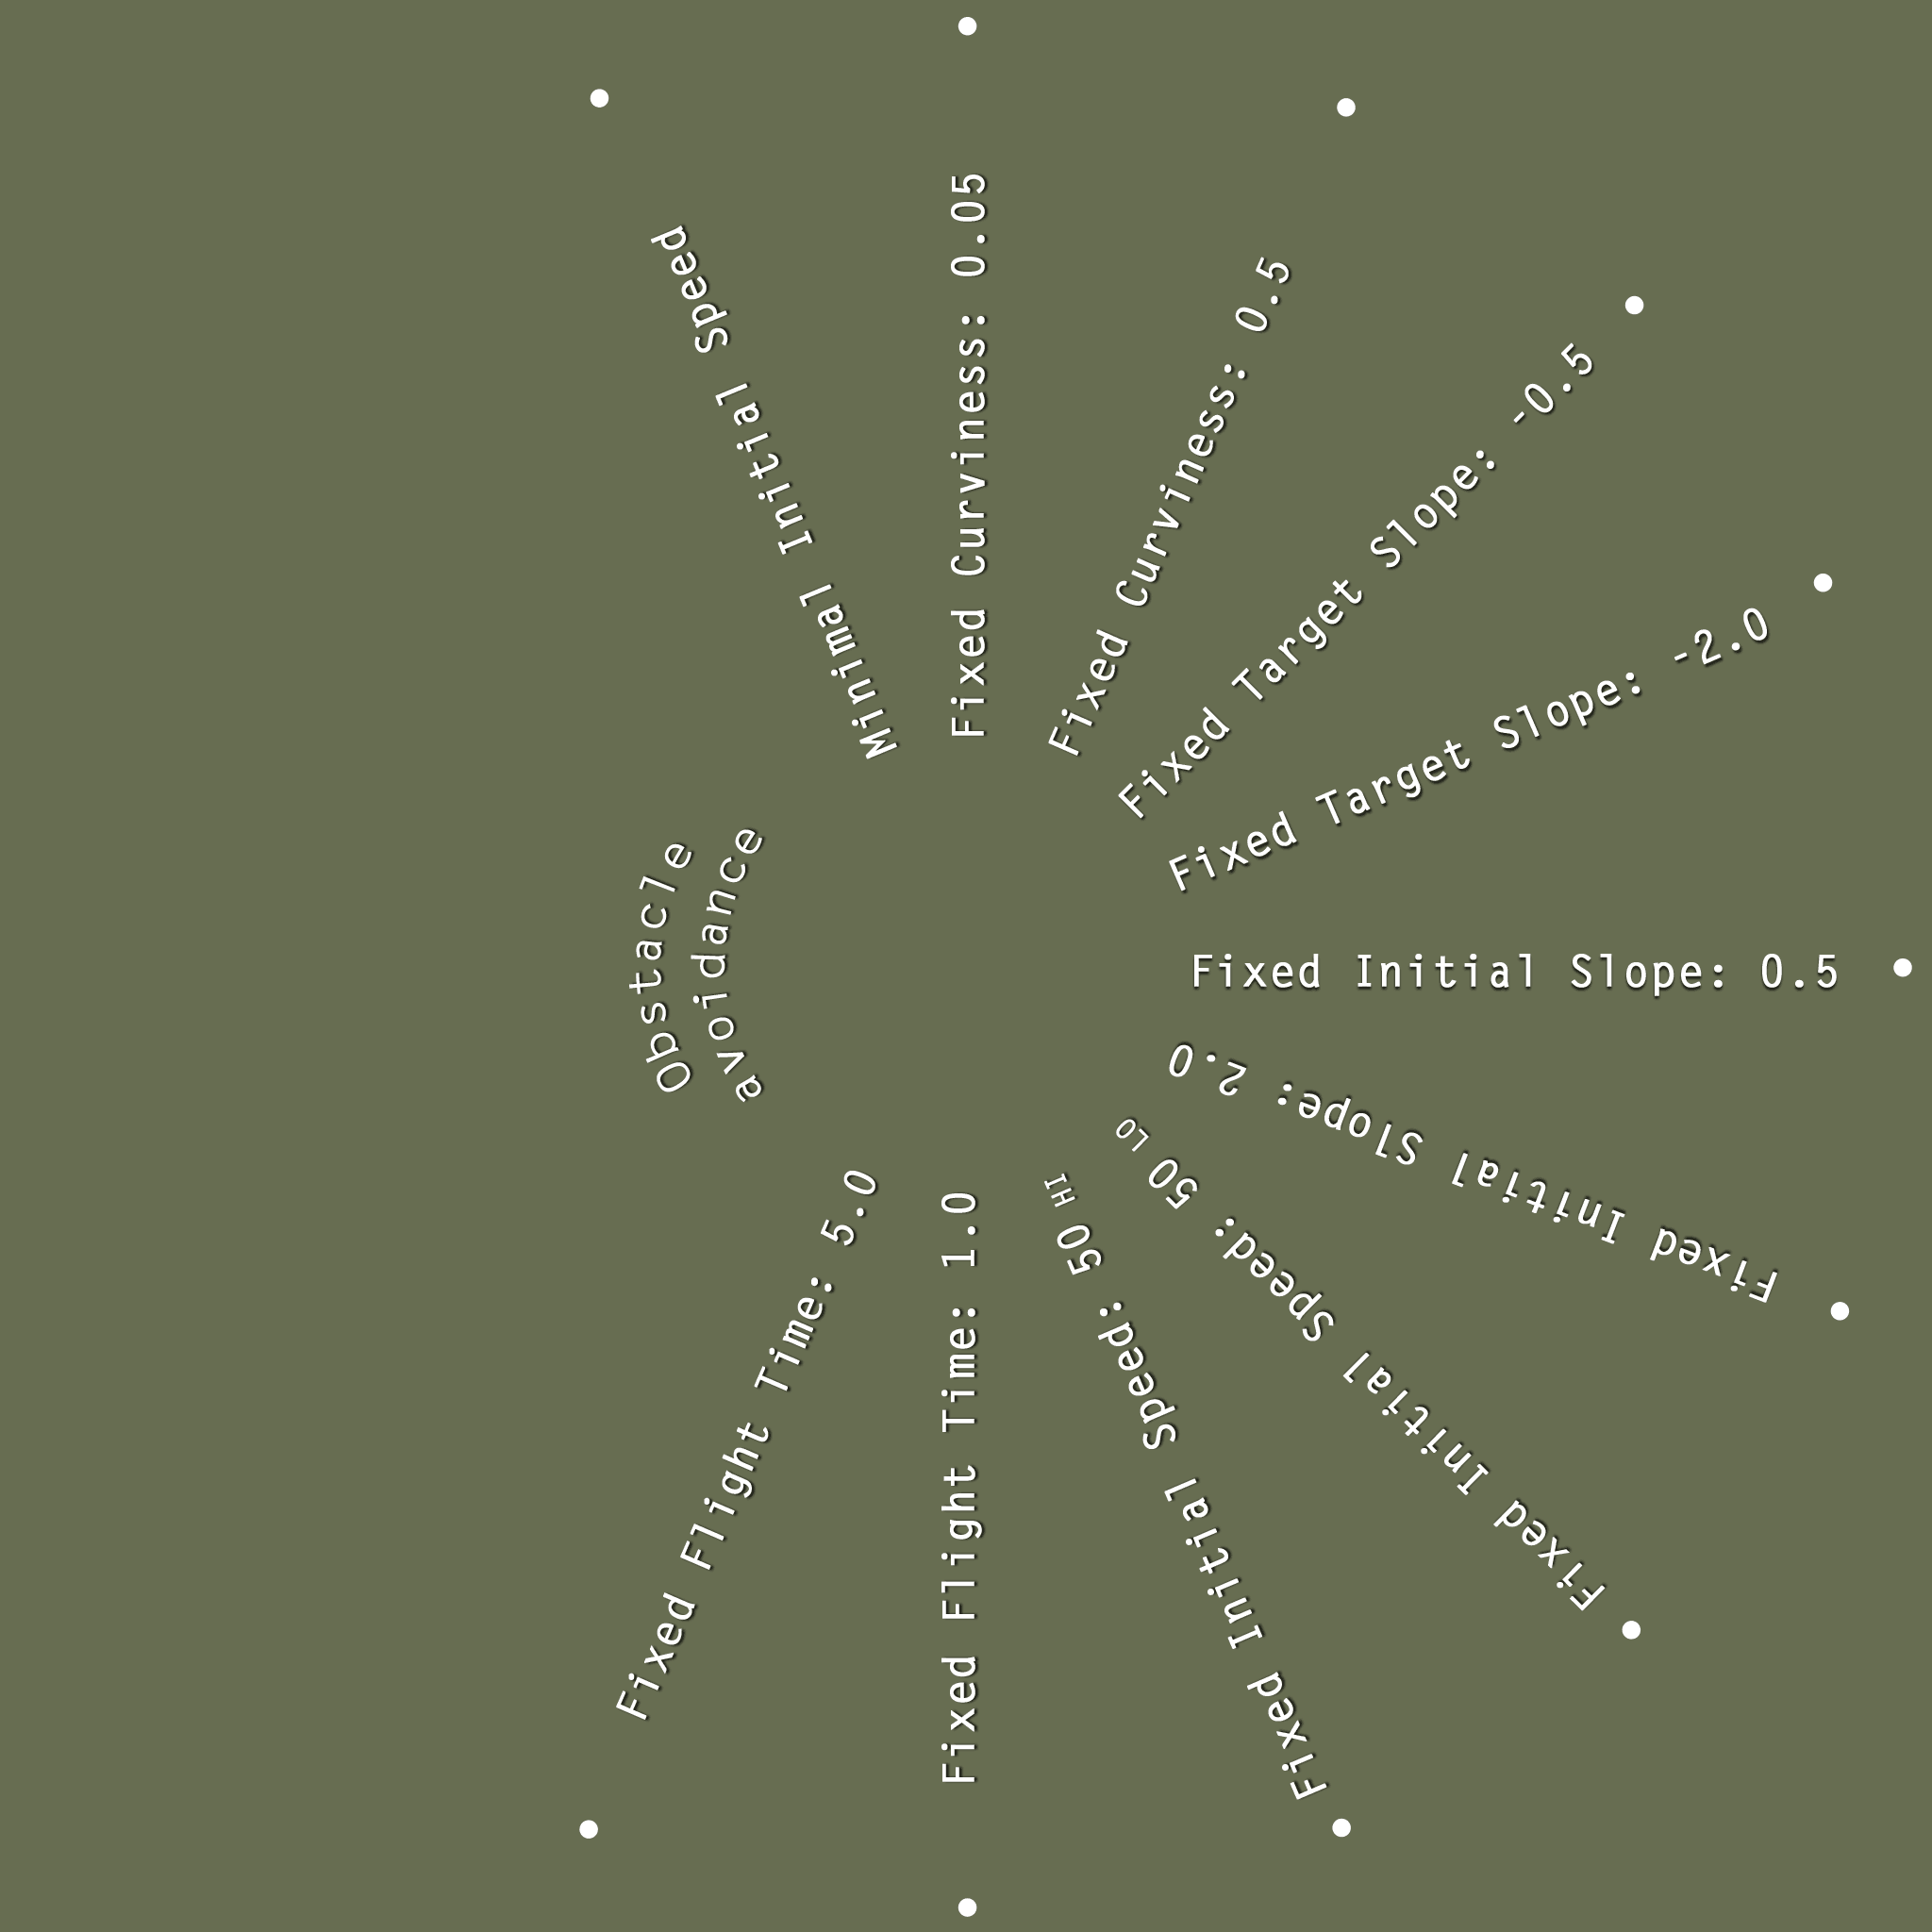 Minimal Initial Speed
Fixed Curviness: 0.05
Fixed Curviness: 0.5
Fixed Target Slope: -0.5
Fixed Target Slope: -2.0
Fixed Initial Slope: 0.5
Fixed Initial Slope: 2.0
Fixed Initial Speed: 50 LO
Fixed Initial Speed: 50 HI
Fixed Flight Time: 1.0
Fixed Flight Time: 5.0
Obstacle
avoidance